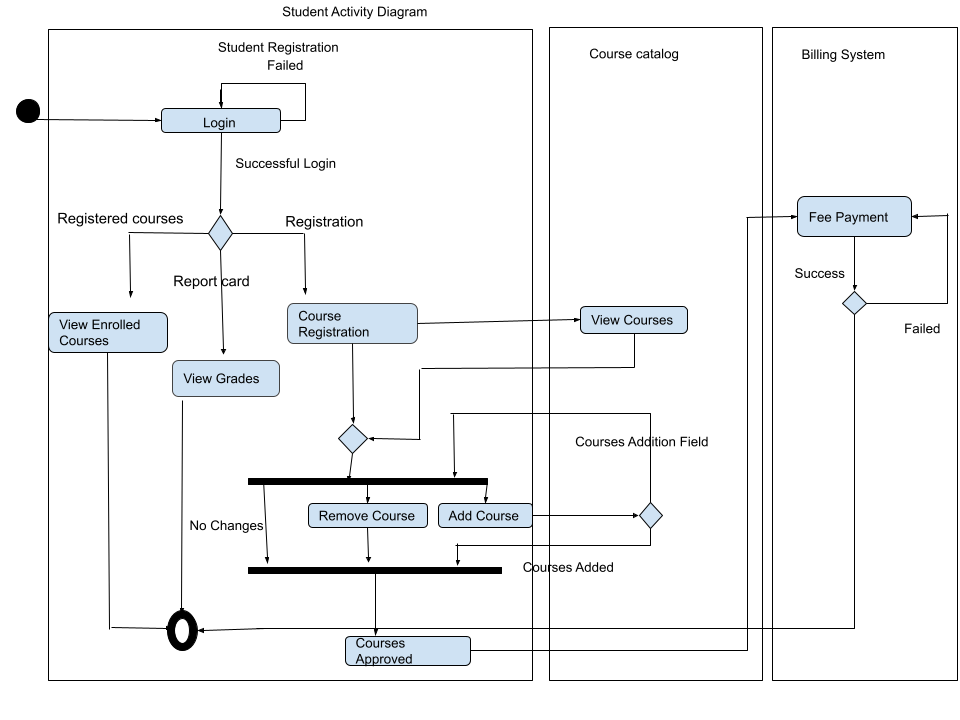 Student Activity Diagram
Student Registration
Failed
Course catalog
Billing System
Login
Successful Login
Registered courses
Registration
Fee Payment
Report card
Success
View Enrolled
Courses
Course
Registration
View Courses
Failed
View Grades
Courses Addition Field
No Changes
Remove Course
Add Course
Courses Added
Courses
Approved